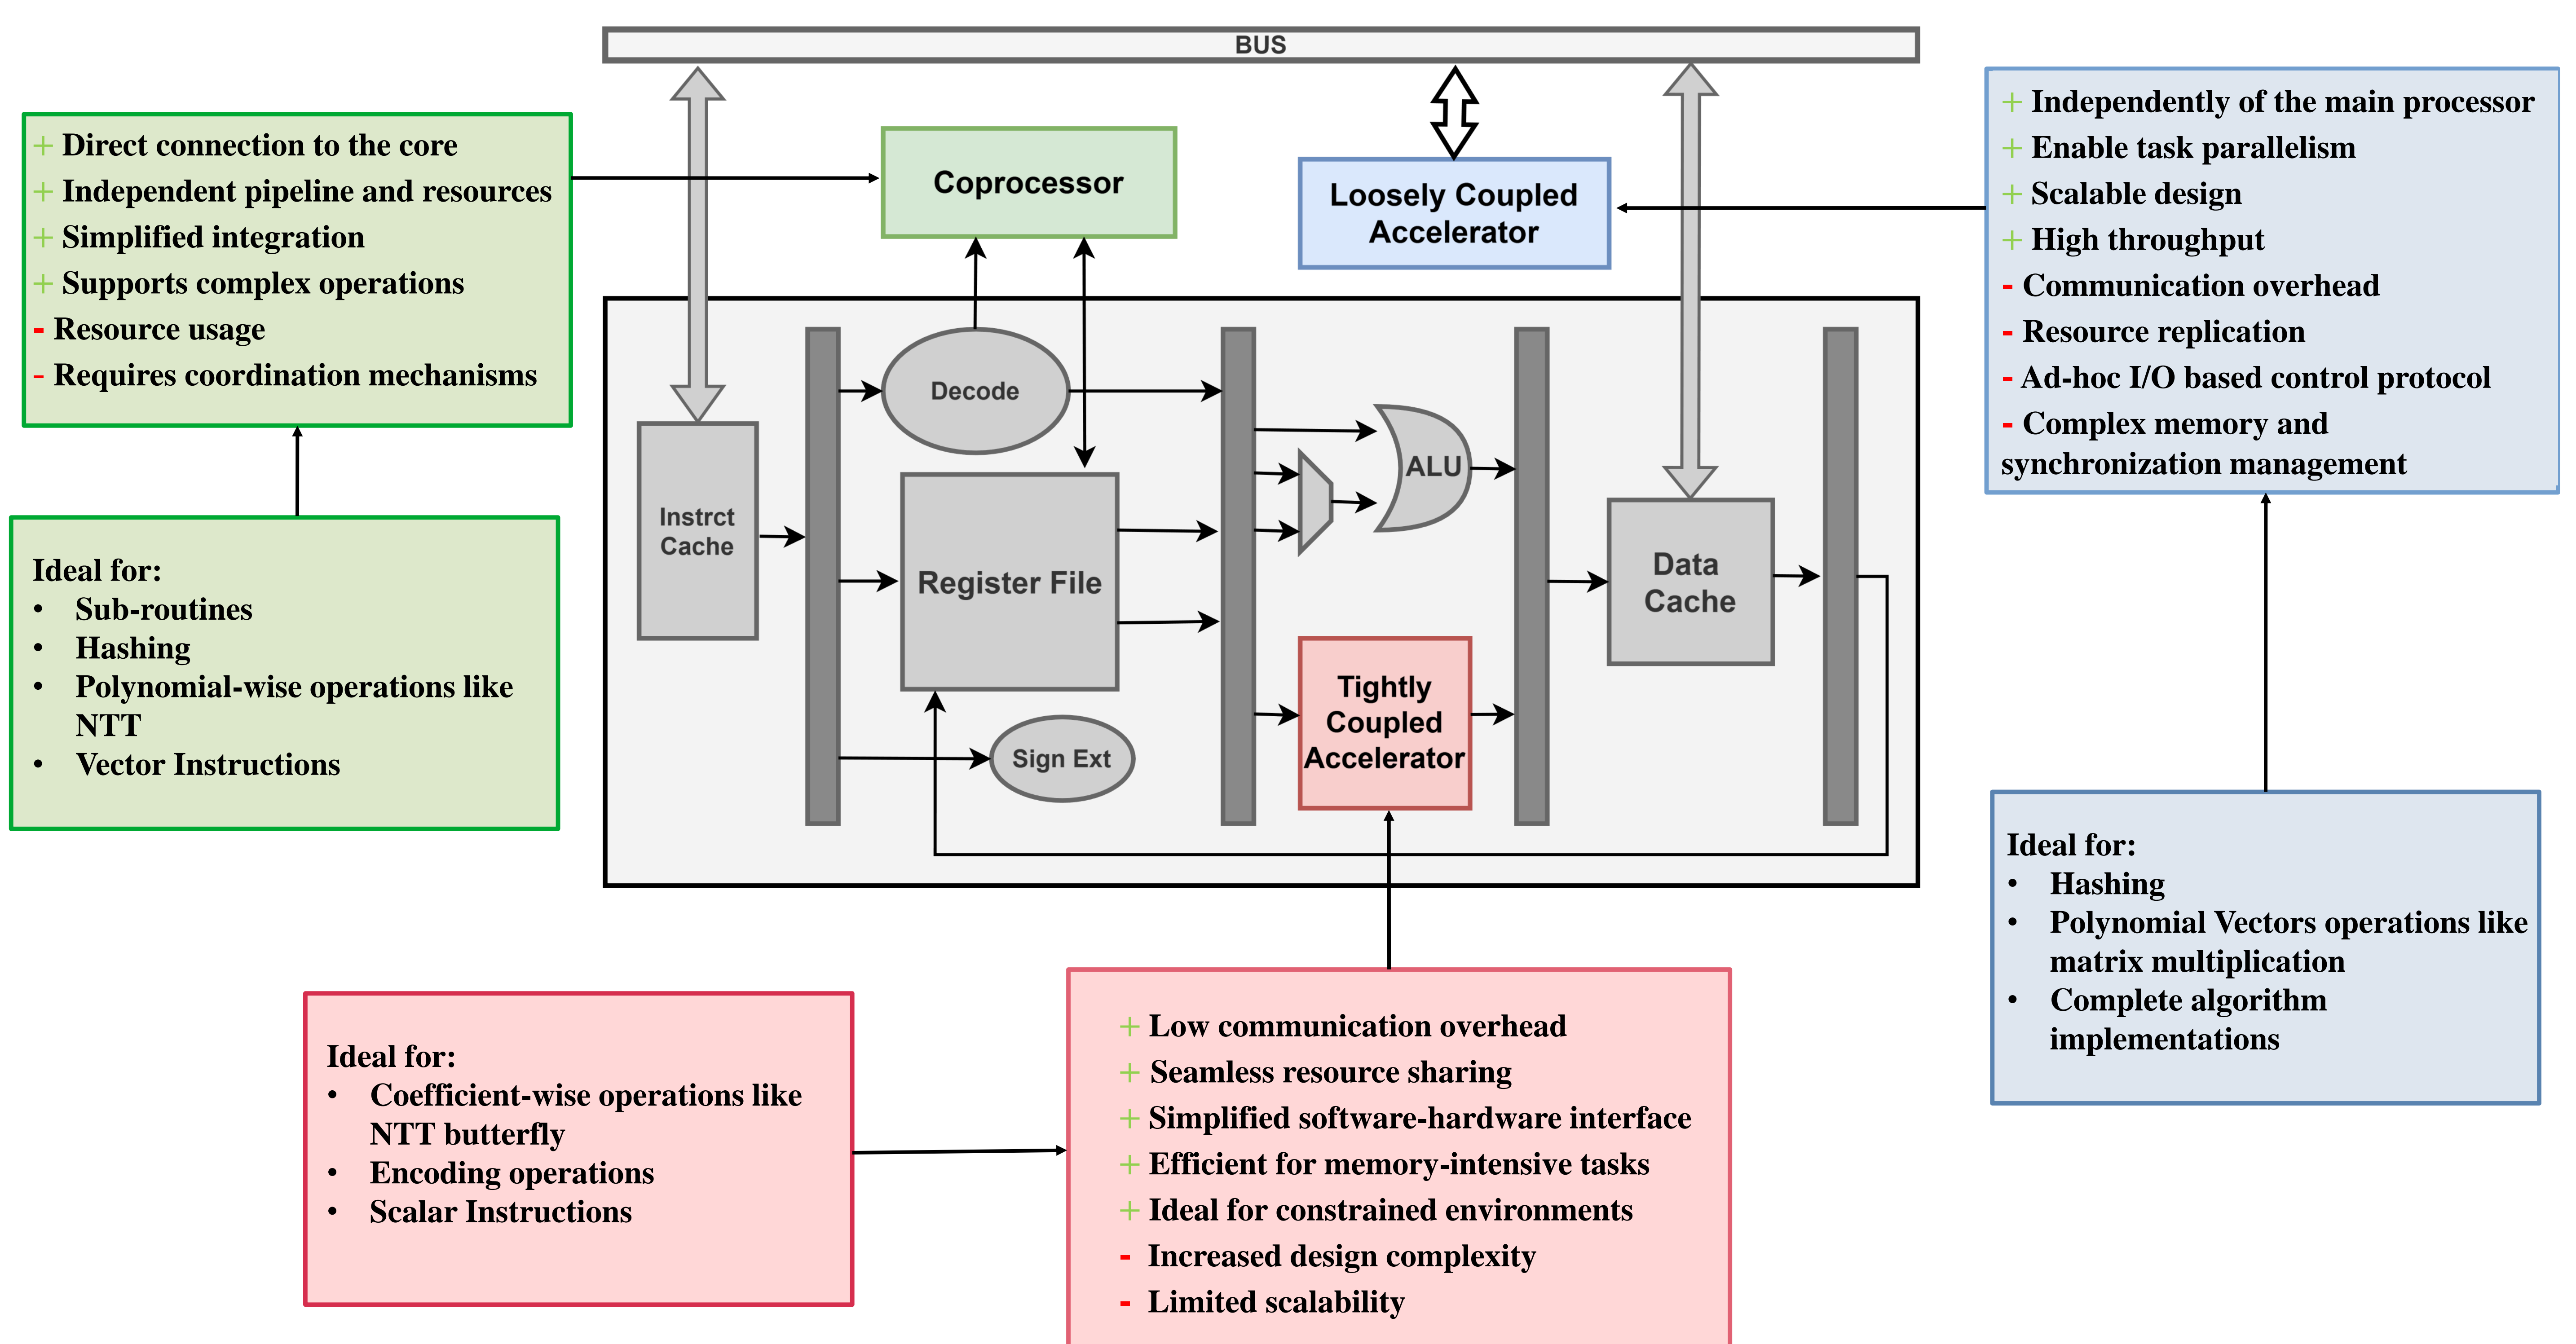 BUS
+ Direct connection to the core
+ Independent pipeline and resources
+ Simplified integration
+ Supports complex operations
- Resource usage
- Requires coordination mechanisms
Ideal for:
• Sub-routines
• Hashing
• Polynomial-wise operations like
NTT
• Vector Instructions
Coprocessor
Loosely Coupled
Accelerator
Instrct
Cache
Decode
Register File
Sign Ext
ALU
Tightly
Coupled
Accelerator
Data
Cache
+ Independently of the main processor
+ Enable task parallelism
+ Scalable design
+ High throughput
- Communication overhead
- Resource replication
- Ad-hoc I/O based control protocol
- Complex memory and
synchronization management
Ideal for:
• Hashing
• Polynomial Vectors operations like
matrix multiplication
• Complete algorithm
implementations
Ideal for:
• Coefficient-wise operations like
NTT butterfly
• Encoding operations
• Scalar Instructions
+ Low communication overhead
+ Seamless resource sharing
+ Simplified software-hardware interface
+ Efficient for memory-intensive tasks
+ Ideal for constrained environments
- Increased design complexity
- Limited scalability